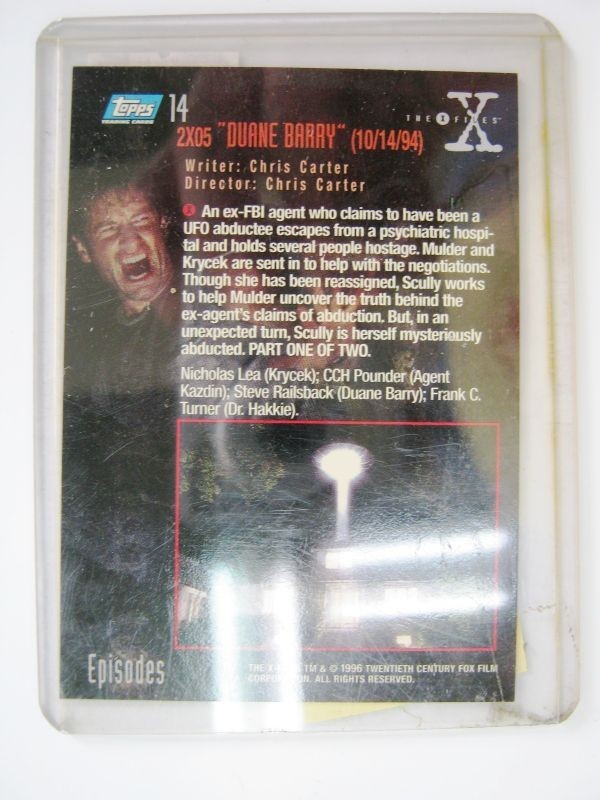 topps
TRADING CARDS
14
THE X FILES
X
2X05 "DUANE BARRY" (10/14/94)
Writer: Chris Carter
Director: Chris Carter
An ex-FBI agent who claims to have been a
UFO abductee escapes from a psychiatric hospi-
tal and holds several people hostage. Mulder and
Krycek are sent in to help with the negotiations.
Though she has been reassigned, Scully works
to help Mulder uncover the truth behind the
ex-agent's claims of abduction. But, in an
unexpected turn, Scully is herself mysteriously
abducted. PART ONE OF TWO.
Nicholas Lea (Krycek); CCH Pounder (Agent
Kazdin); Steve Railsback (Duane Barry); Frank C.
Turner (Dr. Hakkie).
Episodes
THE TM & © 1996 TWENTIETH CENTURY FOX FILM
CORPORATION. ALL RIGHTS RESERVED.